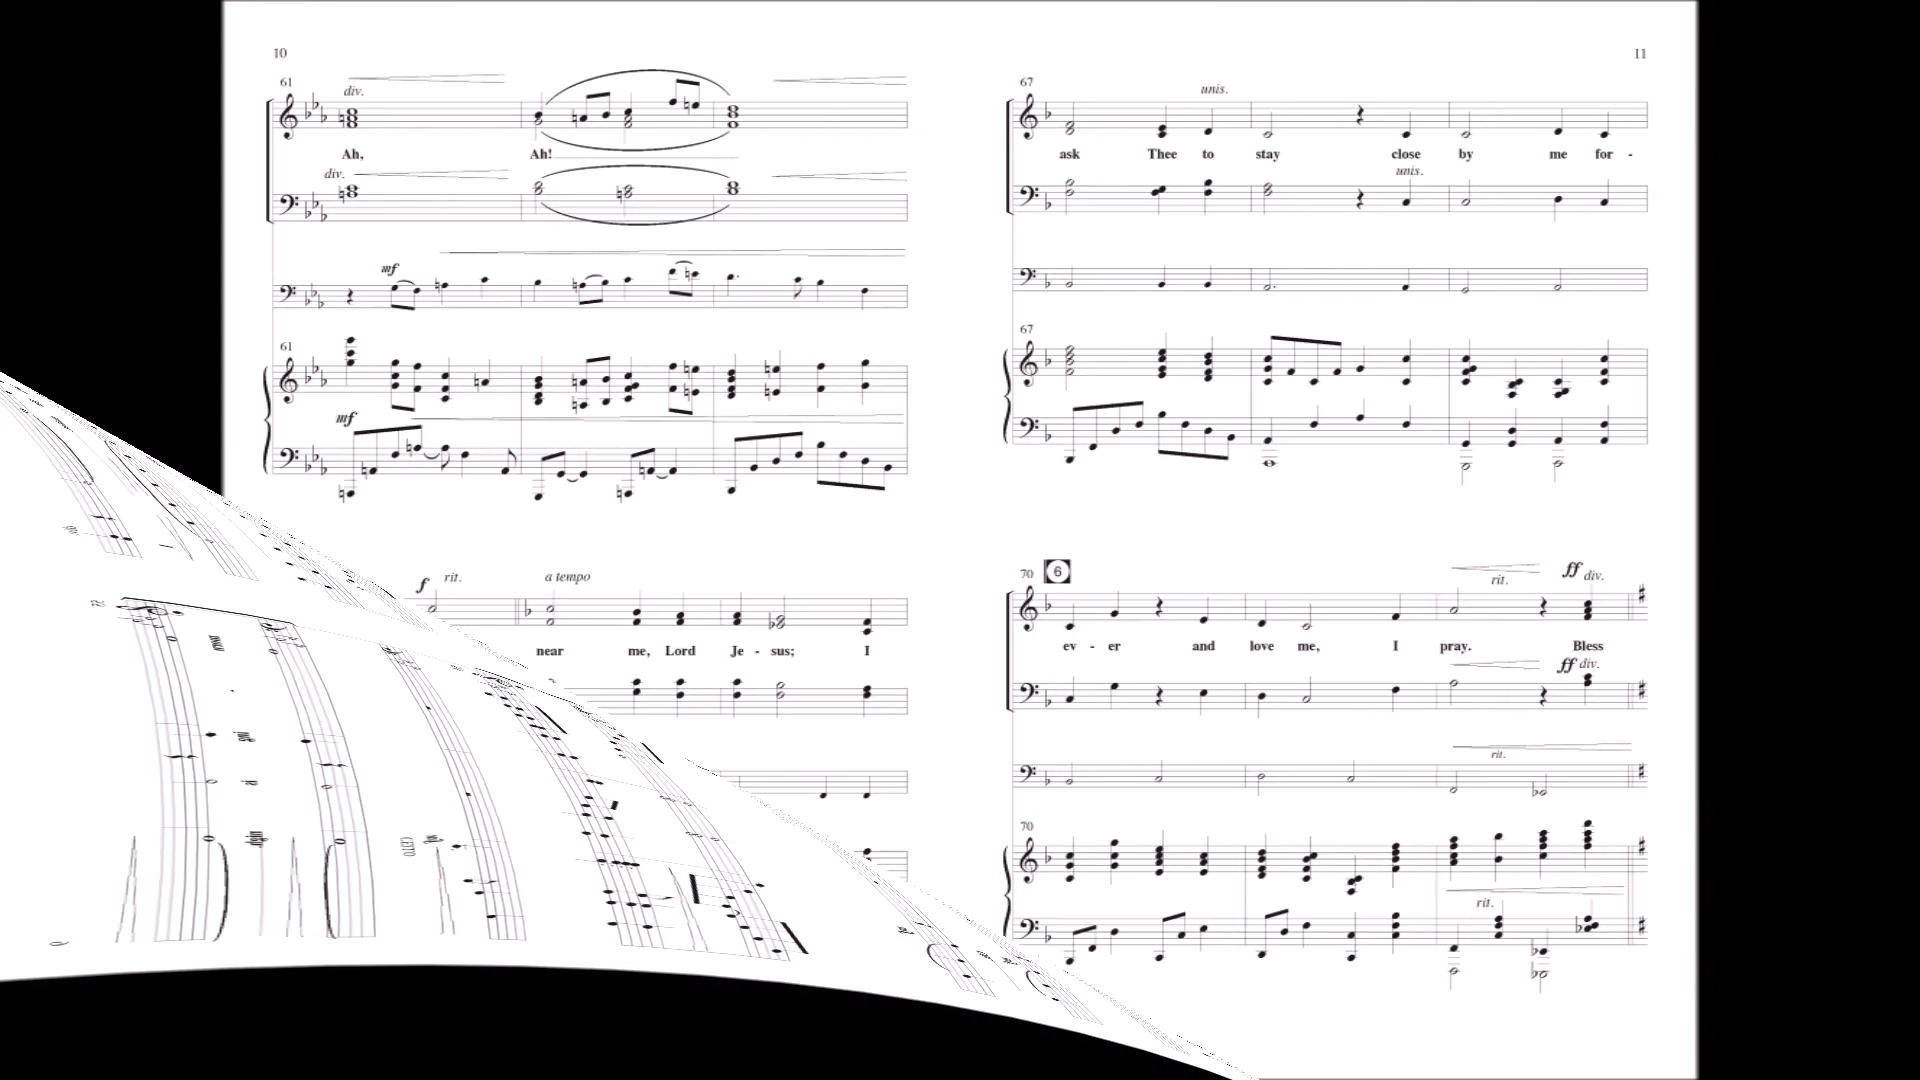 10
61
div.
Ah, Ah!
div.
mf
61
mf
f rit. a tempo
near me, Lord Je - sus; I
11
67
unis.
ask Thee to stay close by me for -
unis.
67
70 6 rit. ff div.
ev - er and love me, I pray. Bless
ff div.
rit.
70
rit.